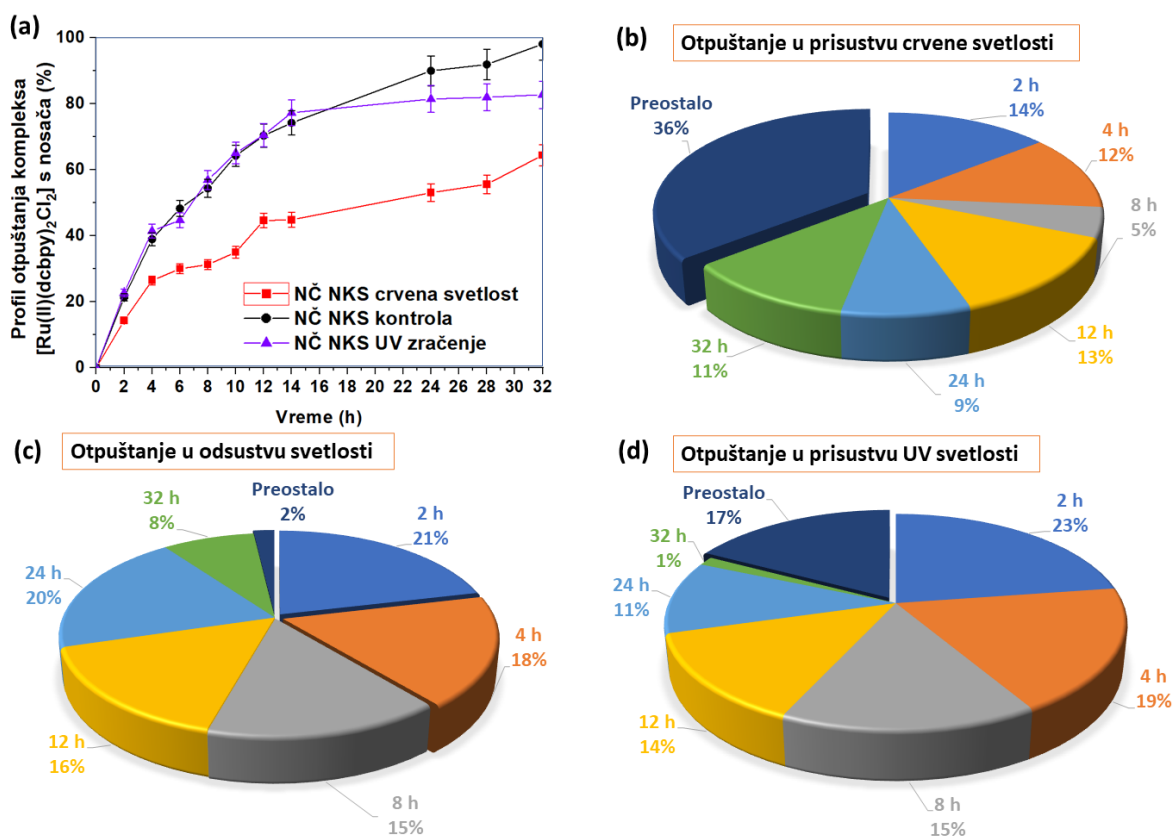 (a)
Profil otpuštanja kompleksa
[Ru(II)(dcbpy)₂Cl₂] s nosača (%)
100
80
60
40
20
0
NČ NKS crvena svetlost
NČ NKS kontrola
NČ NKS UV zračenje
0 2 4 6 8 10 12 14 16 18 20 22 24 26 28 30 32
Vreme (h)
(b)
Otpuštanje u prisustvu crvene svetlosti
Preostalo
36%
2 h
14%
4 h
12%
8 h
5%
12 h
13%
24 h
9%
32 h
11%
(c)
Otpuštanje u odsustvu svetlosti
Preostalo
2%
2 h
21%
4 h
18%
8 h
15%
12 h
16%
24 h
20%
32 h
8%
(d)
Otpuštanje u prisustvu UV svetlosti
Preostalo
17%
2 h
23%
4 h
19%
8 h
15%
12 h
14%
24 h
11%
32 h
1%